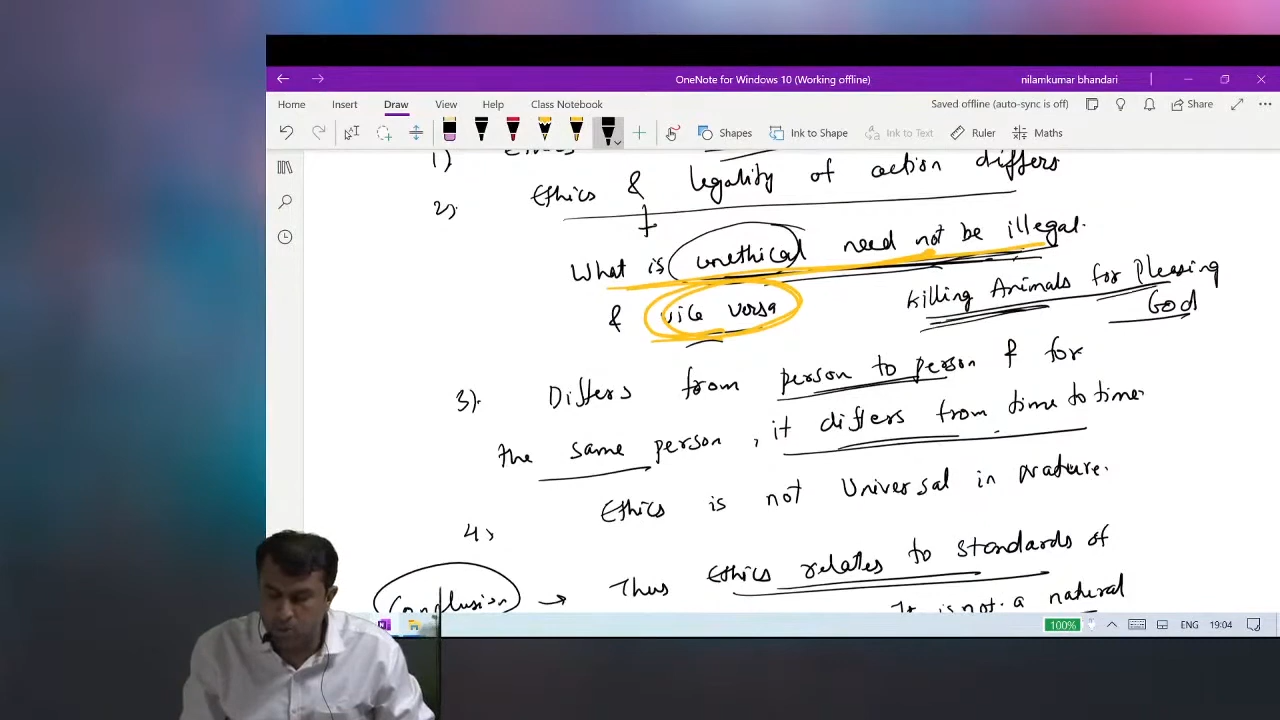 OneNote for Windows 10 (Working offline)
nilamkumar bhandari
Home Insert Draw View Help Class Notebook
Saved offline (auto-sync is off) Share
Shapes Ink to Shape Ink to Text Ruler Maths
1)
2). Ethics & legality of action differs
What is unethical need not be illegal.
& vice versa
Killing Animals for Pleasing
God
3). Differs from person to person & for
the same person, it differs from time to time.
4) Ethics is not Universal in Nature.
Conclusion → Thus Ethics relates to standards of
It is not a natural
100% ENG 19:04